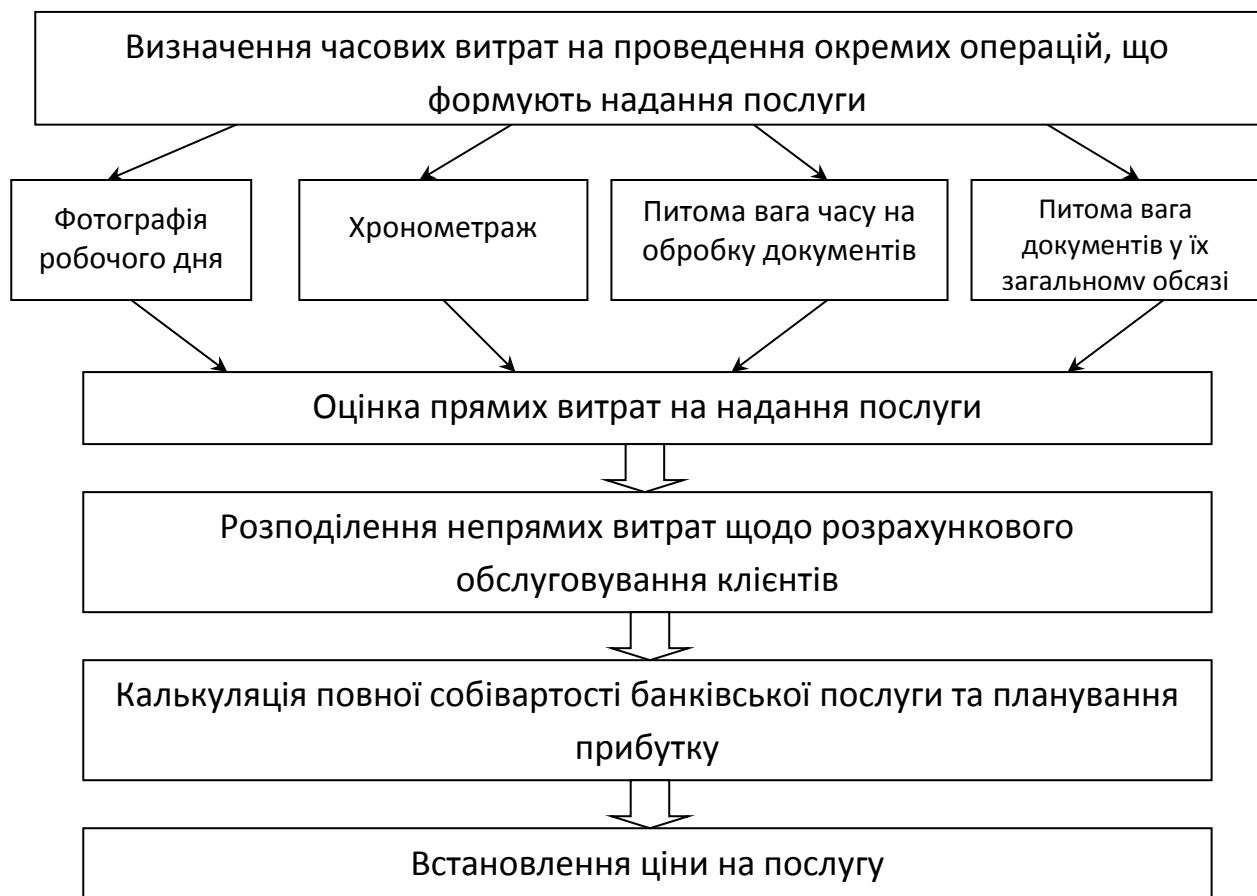 Визначення часових витрат на проведення окремих операцій, що
формують надання послуги
Фотографія
робочого дня
Хронометраж
Питома вага часу на
обробку документів
Питома вага
документів у їх
загальному обсязі
Оцінка прямих витрат на надання послуги
Розподілення непрямих витрат щодо розрахункового
обслуговування клієнтів
Калькуляція повної собівартості банківської послуги та планування
прибутку
Встановлення ціни на послугу